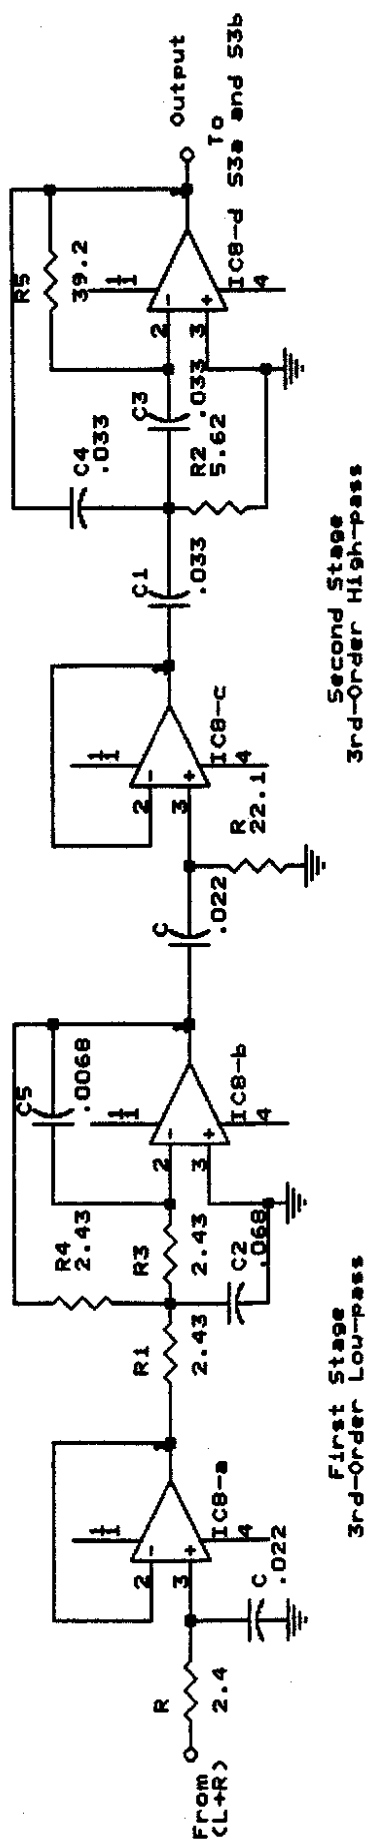 From
(L+R)
R
2.4
C
.022
2
3
11
4
IC8-a
R1
2.43
R4
2.43
R3
2.43
C2
.068
C5
.0068
2
3
11
4
IC8-b
First Stage
3rd-Order Low-pass
C
.022
R
22.1
2
3
11
4
IC8-c
C1
.033
C4
.033
R2
5.62
C3
.033
R5
39.2
2
3
11
4
IC8-d
Output
To
S3a and S3b
Second Stage
3rd-Order High-pass